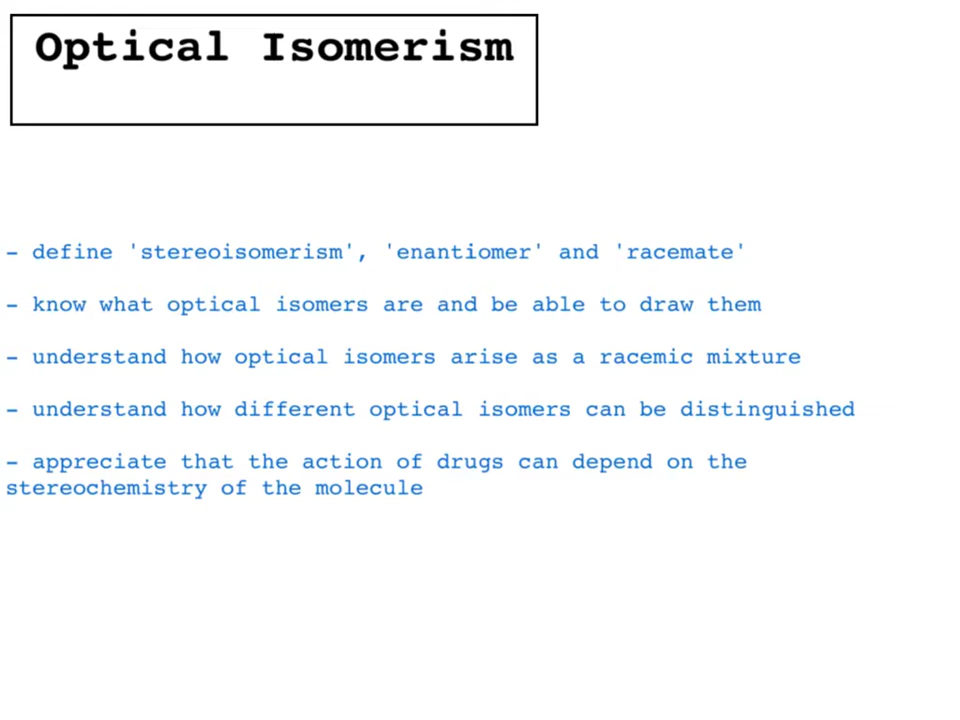 Optical Isomerism
- define 'stereoisomerism', 'enantiomer' and 'racemate'
- know what optical isomers are and be able to draw them
- understand how optical isomers arise as a racemic mixture
- understand how different optical isomers can be distinguished
- appreciate that the action of drugs can depend on the
stereochemistry of the molecule